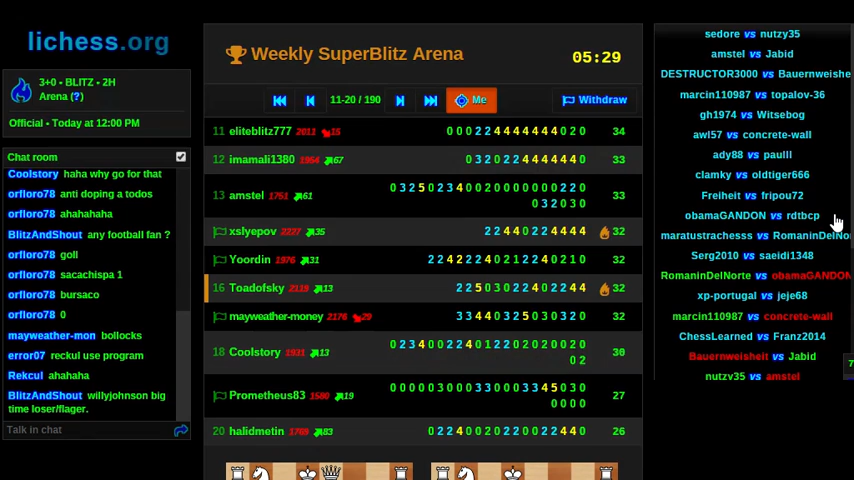 lichess.org
3+0 • BLITZ • 2H
Arena (?)
Official • Today at 12:00 PM
Chat room
Coolstory haha why go for that
orfloro78 anti doping a todos
orfloro78 ahahahaha
BlitzAndShout any football fan ?
orfloro78 goll
orfloro78 sacachispa 1
orfloro78 bursaco
orfloro78 0
mayweather-mon bollocks
error07 reckul use program
Rekcul ahahaha
BlitzAndShout willyjohnson big
time loser/flager.
Talk in chat
Weekly SuperBlitz Arena
05:29
11-20 / 190
Me
Withdraw
11 eliteblitz777 2011 15 0 0 0 2 2 4 4 4 4 4 4 4 0 2 0 34
12 imamali1380 1954 67 0 3 2 0 2 2 4 4 4 4 4 4 0 33
13 amstel 1751 61 0 3 2 5 0 2 3 4 0 0 2 0 0 0 0 0 0 0 2 2 0
0 3 2 0 3 0 33
xslyepov 2227 35 2 2 4 4 0 2 2 4 4 4 4 32
Yoordin 1976 31 2 2 4 2 2 2 4 0 2 1 2 2 4 0 2 1 0 32
16 Toadofsky 2119 13 2 2 5 0 3 0 2 2 4 0 2 2 4 4 32
mayweather-money 2176 29 3 3 4 4 0 3 2 5 0 3 0 3 2 0 32
18 Coolstory 1931 13 0 2 3 4 0 0 2 2 4 0 1 2 2 0 2 0 2 0 0 2 0
0 2 30
Prometheus83 1580 19 0 0 0 0 0 3 0 0 0 3 3 0 0 0 3 3 4 5 0 3 0
0 0 0 0 27
20 halidmetin 1769 83 0 2 2 4 0 0 2 0 2 2 0 0 2 2 4 4 0 26
sedore vs nutzy35
amstel vs Jabid
DESTRUCTOR3000 vs Bauernweishe
marcin110987 vs topalov-36
gh1974 vs Witsebog
awl57 vs concrete-wall
ady88 vs paulll
clamky vs oldtiger666
Freiheit vs fripou72
obamaGANDON vs rdtbcp
maratustrachesss vs RomaninDelNo
Serg2010 vs saeidi1348
RomaninDelNorte vs obamaGANDON
xp-portugal vs jeje68
marcin110987 vs concrete-wall
ChessLearned vs Franz2014
Bauernweisheit vs Jabid
nutzy35 vs amstel
7